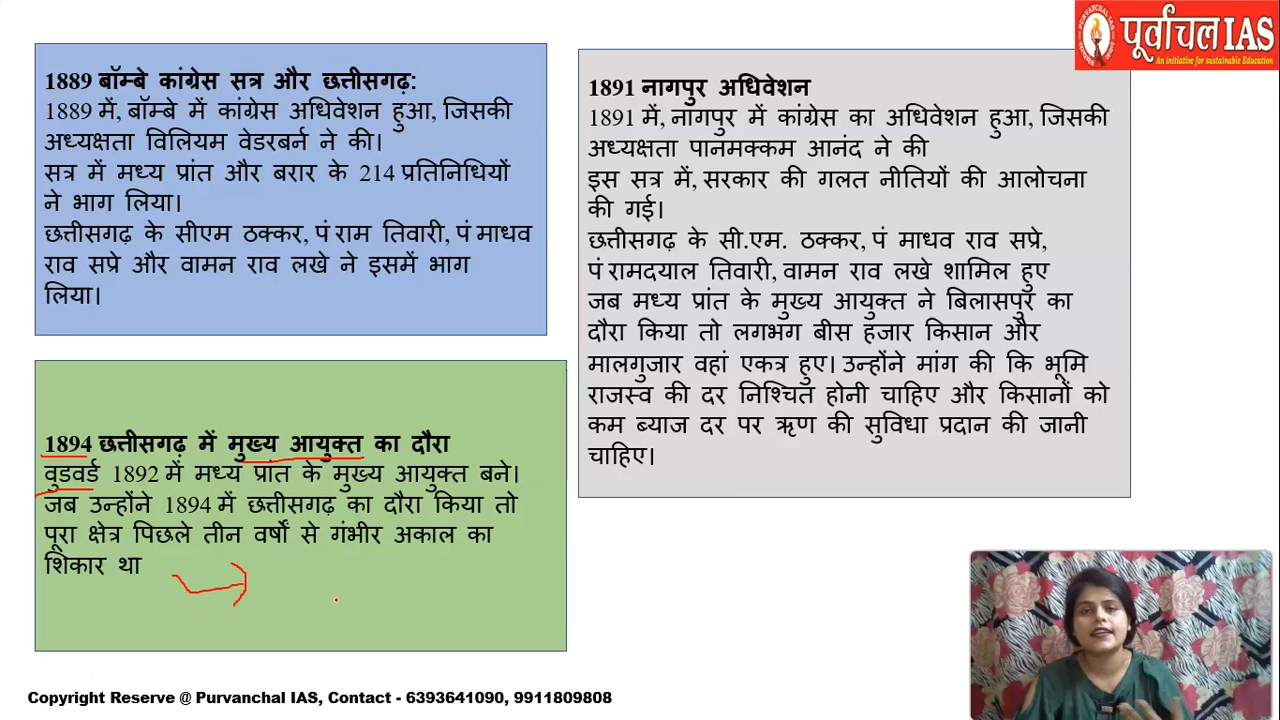 1889 बॉम्बे कांग्रेस सत्र और छत्तीसगढ़:
1889 में, बॉम्बे में कांग्रेस अधिवेशन हुआ, जिसकी
अध्यक्षता विलियम वेडरबर्न ने की।
सत्र में मध्य प्रांत और बरार के 214 प्रतिनिधियों
ने भाग लिया।
छत्तीसगढ़ के सीएम ठक्कर, पं राम तिवारी, पं माधव
राव सप्रे और वामन राव लखे ने इसमें भाग
लिया।
1894 छत्तीसगढ़ में मुख्य आयुक्त का दौरा
वुडवर्ड 1892 में मध्य प्रांत के मुख्य आयुक्त बने।
जब उन्होंने 1894 में छत्तीसगढ़ का दौरा किया तो
पूरा क्षेत्र पिछले तीन वर्षों से गंभीर अकाल का
शिकार था
1891 नागपुर अधिवेशन
1891 में, नागपुर में कांग्रेस का अधिवेशन हुआ, जिसकी
अध्यक्षता पानमक्कम आनंद ने की
इस सत्र में, सरकार की गलत नीतियों की आलोचना
की गई।
छत्तीसगढ़ के सी.एम. ठक्कर, पं माधव राव सप्रे,
पं रामदयाल तिवारी, वामन राव लखे शामिल हुए
जब मध्य प्रांत के मुख्य आयुक्त ने बिलासपुर का
दौरा किया तो लगभग बीस हजार किसान और
मालगुजार वहां एकत्र हुए। उन्होंने मांग की कि भूमि
राजस्व की दर निश्चित होनी चाहिए और किसानों को
कम ब्याज दर पर ऋण की सुविधा प्रदान की जानी
चाहिए।
पूर्वांचल IAS
An initiative for sustainable Education
Copyright Reserve @ Purvanchal IAS, Contact - 6393641090, 9911809808